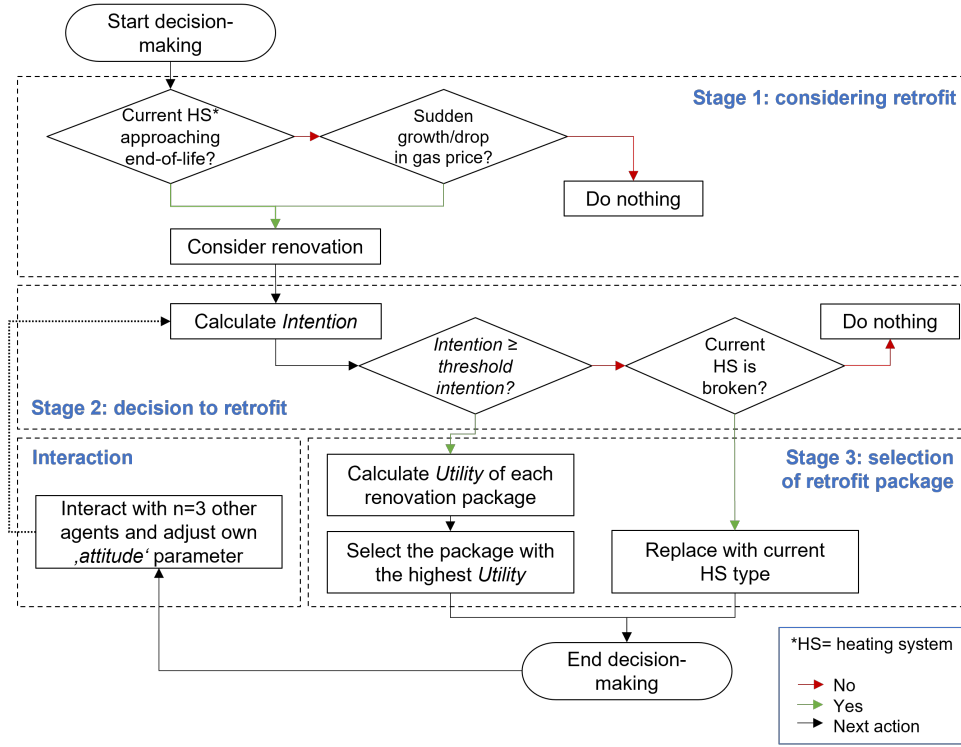 Start decision-
making
Stage 1: considering retrofit
Current HS*
approaching
end-of-life?
Sudden
growth/drop
in gas price?
Do nothing
Consider renovation
Calculate Intention
Intention ≥
threshold
intention?
Current
HS is
broken?
Do nothing
Stage 2: decision to retrofit
Interaction
Interact with n=3 other
agents and adjust own
‚attitude‘ parameter
Stage 3: selection
of retrofit package
Calculate Utility of each
renovation package
Select the package with
the highest Utility
Replace with current
HS type
End decision-
making
*HS= heating system
No
Yes
Next action